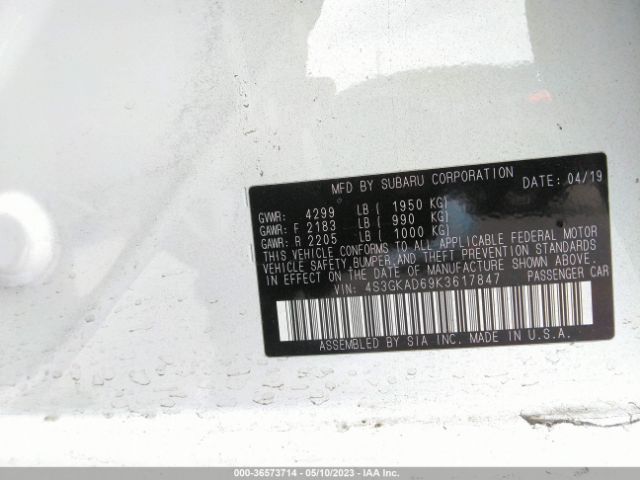 MFD BY SUBARU CORPORATION DATE: 04/19
GVWR: 4299 LB ( 1950 KG)
GAWR: F 2183 LB ( 990 KG)
GAWR: R 2205 LB ( 1000 KG)
THIS VEHICLE CONFORMS TO ALL APPLICABLE FEDERAL MOTOR
VEHICLE SAFETY,BUMPER,AND THEFT PREVENTION STANDARDS
IN EFFECT ON THE DATE OF MANUFACTURE SHOWN ABOVE.
VIN: 4S3GKAD69K3617847 PASSENGER CAR
ASSEMBLED BY SIA INC. MADE IN U.S.A.
000-36573714 - 05/10/2023 - IAA Inc.